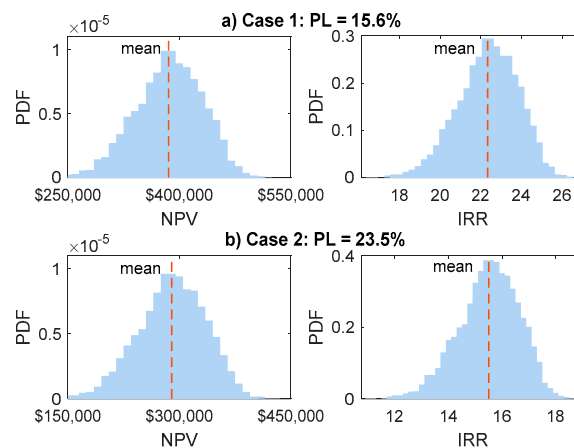 a) Case 1: PL = 15.6%
×10-5
mean
PDF
1
0.5
0
$250,000 $400,000 $550,000
NPV
mean
PDF
0.3
0.2
0.1
0
18 20 22 24 26
IRR
b) Case 2: PL = 23.5%
×10-5
mean
PDF
1
0.5
0
$150,000 $300,000 $450,000
NPV
mean
PDF
0.4
0.2
0
12 14 16 18
IRR